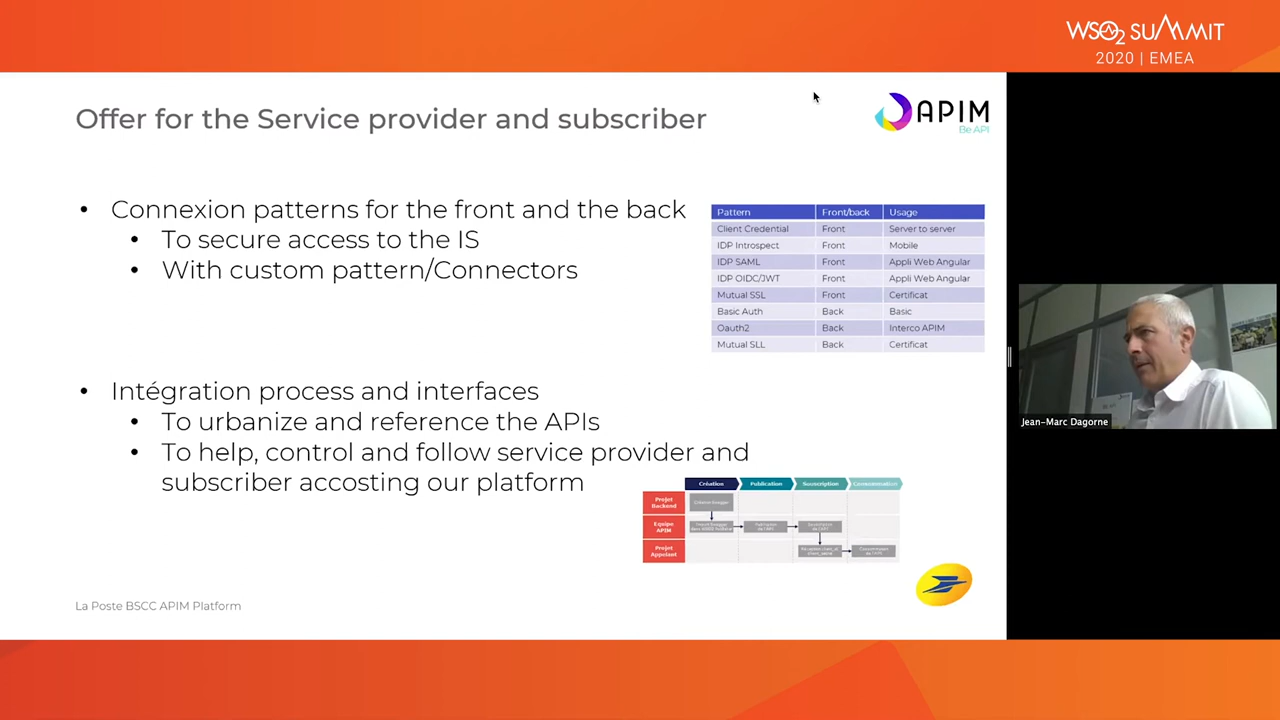 WSO2 SUMMIT
2020 | EMEA
Offer for the Service provider and subscriber
APIM
Be API
• Connexion patterns for the front and the back
• To secure access to the IS
• With custom pattern/Connectors
Pattern Front/back Usage
Client Credential Front Server to server
IDP Introspect Front Mobile
IDP SAML Front Appli Web Angular
IDP OIDC/JWT Front Appli Web Angular
Mutual SSL Front Certificat
Basic Auth Back Basic
Oauth2 Back Interco APIM
Mutual SLL Back Certificat
Jean-Marc Dagorne
• Intégration process and interfaces
• To urbanize and reference the APIs
• To help, control and follow service provider and
subscriber accosting our platform
Création Publication Souscription Consommation
Projet
Backend
Equipe
APIM
Publication
de l'API
Projet
Appelant
La Poste BSCC APIM Platform